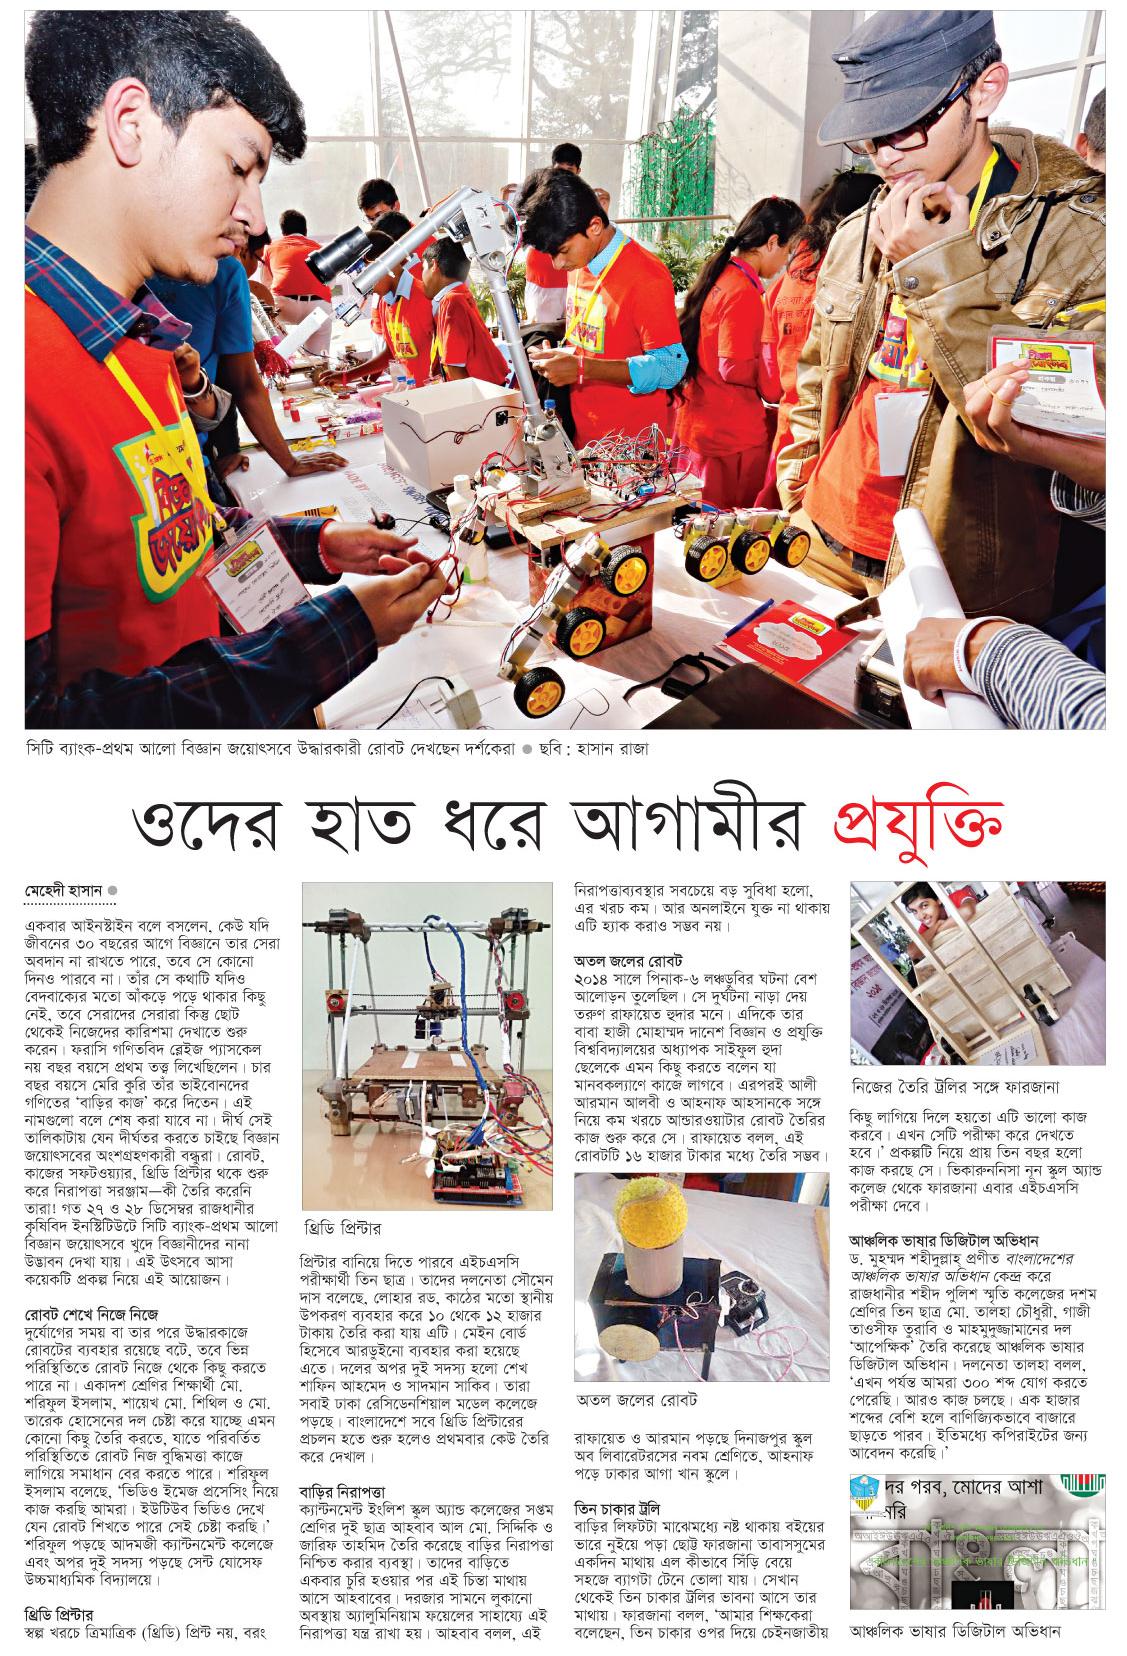 সিটি ব্যাংক-প্রথম আলো বিজ্ঞান জয়োৎসবে উদ্ধারকারী রোবট দেখছেন দর্শকেরা ● ছবি : হাসান রাজা
ওদের হাত ধরে আগামীর প্রযুক্তি
মেহেদী হাসান ●
একবার আইনস্টাইন বলে বসলেন, কেউ যদি
জীবনের ৩০ বছরের আগে বিজ্ঞানে তার সেরা
অবদান না রাখতে পারে, তবে সে কোনো
দিনও পারবে না। তাঁর সে কথাটি যদিও
বেদবাক্যের মতো আঁকড়ে পড়ে থাকার কিছু
নেই, তবে সেরাদের সেরারা কিন্তু ছোট
থেকেই নিজেদের কারিশমা দেখাতে শুরু
করেন। ফরাসি গণিতবিদ ব্লেইজ প্যাসকেল
নয় বছর বয়সে প্রথম তত্ত্ব লিখেছিলেন। চার
বছর বয়সে মেরি কুরি তাঁর ভাইবোনদের
গণিতের ‘বাড়ির কাজ’ করে দিতেন। এই
নামগুলো বলে শেষ করা যাবে না। দীর্ঘ সেই
তালিকাটায় যেন দীর্ঘতর করতে চাইছে বিজ্ঞান
জয়োৎসবের অংশগ্রহণকারী বন্ধুরা। রোবট,
কাজের সফটওয়্যার, থ্রিডি প্রিন্টার থকে শুরু
করে নিরাপত্তা সরঞ্জাম—কী তৈরি করেনি
তারা! গত ২৭ ও ২৮ ডিসেম্বর রাজধানীর
কৃষিবিদ ইনস্টিটিউটে সিটি ব্যাংক-প্রথম আলো
বিজ্ঞান জয়োৎসবে খুদে বিজ্ঞানীদের নানা
উদ্ভাবন দেখা যায়। এই উৎসবে আসা
কয়েকটি প্রকল্প নিয়ে এই আয়োজন।
রোবট শেখে নিজে নিজে
দুর্যোগের সময় বা তার পরে উদ্ধারকাজে
রোবটের ব্যবহার রয়েছে বটে, তবে ভিন্ন
পরিস্থিতিতে রোবট নিজ থেকে কিছু করতে
পারে না। একাদশ শ্রেণির শিক্ষার্থী মো.
শরিফুল ইসলাম, শায়েখ মো. শিথিল ও মো.
তারেক হোসেনের দল চেষ্টা করে যাচ্ছে এমন
কোনো কিছু তৈরি করতে, যাতে পরিবর্তিত
পরিস্থিতিতে রোবট নিজ বুদ্ধিমত্তা কাজে
লাগিয়ে সমাধান বের করতে পারে। শরিফুল
ইসলাম বলেছে, ‘ভিডিও ইমেজ প্রসেসিং নিয়ে
কাজ করছি আমরা। ইউটিউব ভিডিও দেখে
যেন রোবট শিখতে পারে সেই চেষ্টা করছি।’
শরিফুল পড়ছে আদমজী ক্যান্টনমেন্ট কলেজে
এবং অপর দুই সদস্য পড়ছে সেন্ট যোসেফ
উচ্চমাধ্যমিক বিদ্যালয়ে।
থ্রিডি প্রিন্টার
স্বল্প খরচে ত্রিমাত্রিক (থ্রিডি) প্রিন্ট নয়, বরং
থ্রিডি প্রিন্টার
প্রিন্টার বানিয়ে দিতে পারবে এইচএসসি
পরীক্ষার্থী তিন ছাত্র। তাদের দলনেতা সৌমেন
দাস বলেছে, লোহার রড, কাঠের মতো স্থানীয়
উপকরণ ব্যবহার করে ১০ থেকে ১২ হাজার
টাকায় তৈরি করা যায় এটি। মেইন বোর্ড
হিসেবে আরডুইনো ব্যবহার করা হয়েছে
এতে। দলের অপর দুই সদস্য হলো শেখ
শাফিন আহমেদ ও সাদমান সাকিব। তারা
সবাই ঢাকা রেসিডেনশিয়াল মডেল কলেজে
পড়ছে। বাংলাদেশে সবে থ্রিডি প্রিন্টারের
প্রচলন হতে শুরু হলেও প্রথমবার কেউ তৈরি
করে দেখাল।
বাড়ির নিরাপত্তা
ক্যান্টনমেন্ট ইংলিশ স্কুল অ্যান্ড কলেজের সপ্তম
শ্রেণির দুই ছাত্র আহবাব আল মো. সিদ্দিকি ও
জারিফ তাহমিদ তৈরি করেছে বাড়ির নিরাপত্তা
নিশ্চিত করার ব্যবস্থা। তাদের বাড়িতে
একবার চুরি হওয়ার পর এই চিন্তা মাথায়
আসে আহবাবের। দরজার সামনে লুকানো
অবস্থায় অ্যালুমিনিয়াম ফয়েলের সাহায্যে এই
নিরাপত্তা যন্ত্র রাখা হয়। আহবাব বলল, এই
নিরাপত্তাব্যবস্থার সবচেয়ে বড় সুবিধা হলো,
এর খরচ কম। আর অনলাইনে যুক্ত না থাকায়
এটি হ্যাক করাও সম্ভব নয়।
অতল জলের রোবট
২০১৪ সালে পিনাক-৬ লঞ্চডুবির ঘটনা বেশ
আলোড়ন তুলেছিল। সে দুর্ঘটনা নাড়া দেয়
তরুণ রাফায়েত হুদার মনে। এদিকে তার
বাবা হাজী মোহাম্মদ দানেশ বিজ্ঞান ও প্রযুক্তি
বিশ্ববিদ্যালয়ের অধ্যাপক সাইফুল হুদা
ছেলেকে এমন কিছু করতে বলেন যা
মানবকল্যাণে কাজে লাগবে। এরপরই আলী
আরমান আলবী ও আহনাফ আহসানকে সঙ্গে
নিয়ে কম খরচে আন্ডারওয়াটার রোবট তৈরির
কাজ শুরু করে সে। রাফায়েত বলল, এই
রোবটটি ১৬ হাজার টাকার মধ্যে তৈরি সম্ভব।
অতল জলের রোবট
রাফায়েত ও আরমান পড়ছে দিনাজপুর স্কুল
অব লিবারেটরসের নবম শ্রেণিতে, আহনাফ
পড়ে ঢাকার আগা খান স্কুলে।
তিন চাকার ট্রলি
বাড়ির লিফটটা মাঝেমধ্যে নষ্ট থাকায় বইয়ের
ভারে নুইয়ে পড়া ছোট্ট ফারজানা তাবাসসুমের
একদিন মাথায় এল কীভাবে সিঁড়ি বেয়ে
সহজে ব্যাগটা টেনে তোলা যায়। সেখান
থেকেই তিন চাকার ট্রলির ভাবনা আসে তার
মাথায়। ফারজানা বলল, ‘আমার শিক্ষকেরা
বলেছেন, তিন চাকার ওপর দিয়ে চেইনজাতীয়
নিজের তৈরি ট্রলির সঙ্গে ফারজানা
কিছু লাগিয়ে দিলে হয়তো এটি ভালো কাজ
করবে। এখন সেটি পরীক্ষা করে দেখতে
হবে।’ প্রকল্পটি নিয়ে প্রায় তিন বছর হলো
কাজ করছে সে। ভিকারুননিসা নূন স্কুল অ্যান্ড
কলেজ থেকে ফারজানা এবার এইচএসসি
পরীক্ষা দেবে।
আঞ্চলিক ভাষার ডিজিটাল অভিধান
ড. মুহম্মদ শহীদুল্লাহ্ প্রণীত বাংলাদেশের
আঞ্চলিক ভাষার অভিধান কেন্দ্র করে
রাজধানীর শহীদ পুলিশ স্মৃতি কলেজের দশম
শ্রেণির তিন ছাত্র মো. তালহা চৌধুরী, গাজী
তাওসীফ তুরাবি ও মাহমুদুজ্জামানের দল
‘আপেক্ষিক’ তৈরি করেছে আঞ্চলিক ভাষার
ডিজিটাল অভিধান। দলনেতা তালহা বলল,
‘এখন পর্যন্ত আমরা ৩০০ শব্দ যোগ করতে
পেরেছি। আরও কাজ চলছে। এক হাজার
শব্দের বেশি হলে বাণিজ্যিকভাবে বাজারে
ছাড়তে পারব। ইতিমধ্যে কপিরাইটের জন্য
আবেদন করেছি।’
দের গরব, মোদের আশা
মরি
আঞ্চলিক ভাষার ডিজিটাল অভিধান